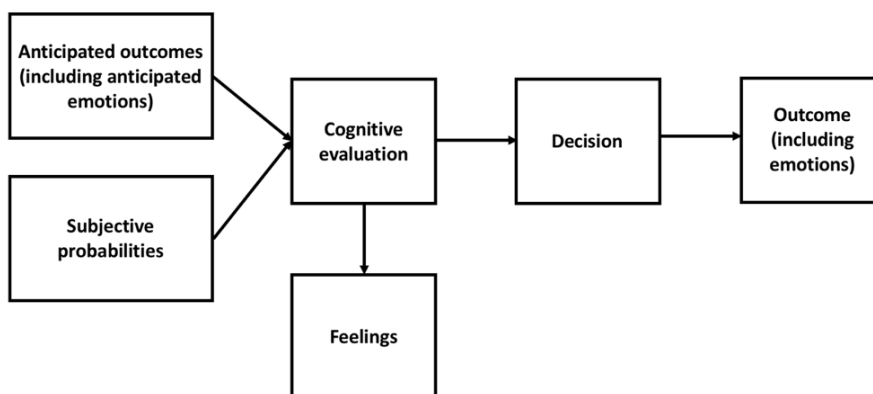 Anticipated outcomes
(including anticipated
emotions)
Subjective
probabilities
Cognitive
evaluation
Decision
Outcome
(including
emotions)
Feelings